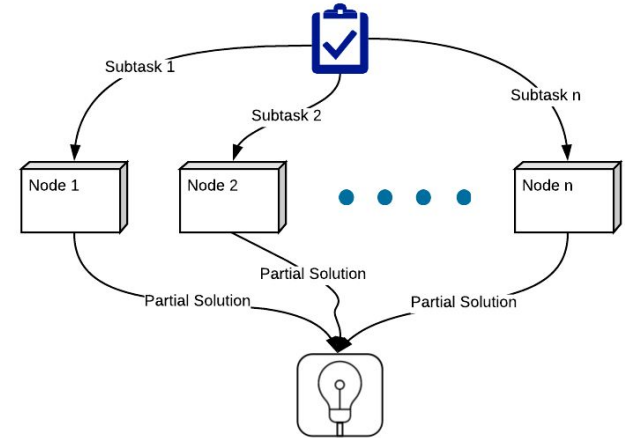 Subtask 1
Subtask 2
Subtask n
Node 1
Node 2
Node n
Partial Solution
Partial Solution
Partial Solution